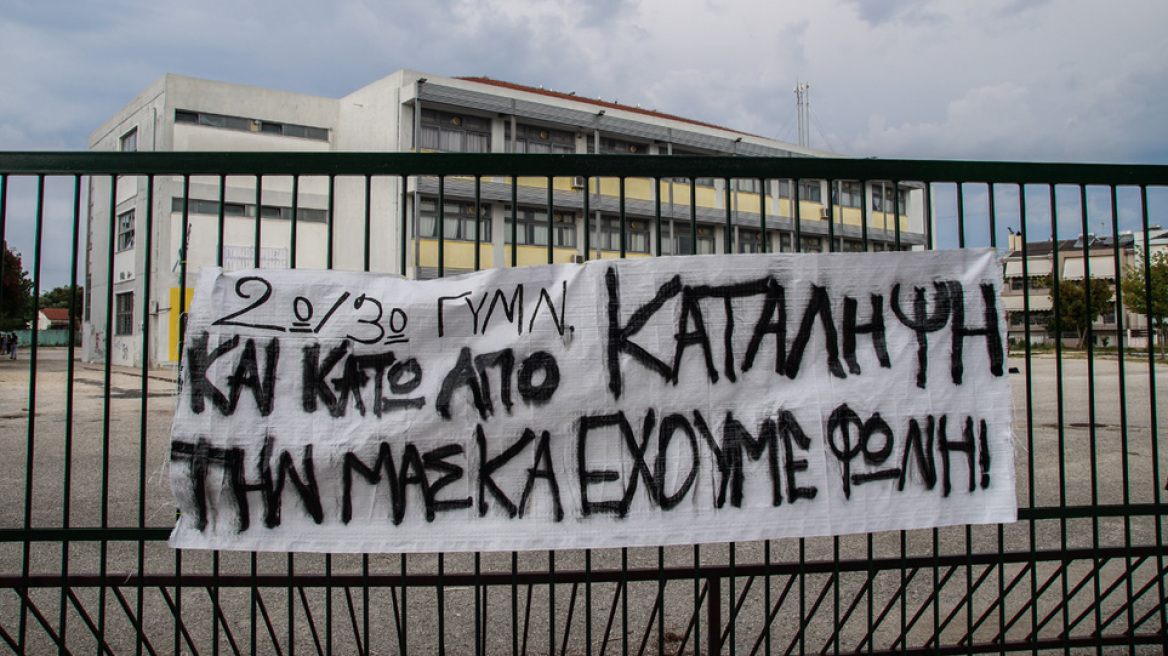 2ο/3ο ΓΥΜΝ. ΚΑΤΑΛΗΨΗ
ΚΑΙ ΚΑΤΩ ΑΠΟ
ΤΗΝ ΜΑΣΚΑ ΕΧΟΥΜΕ ΦΩΝΗ!